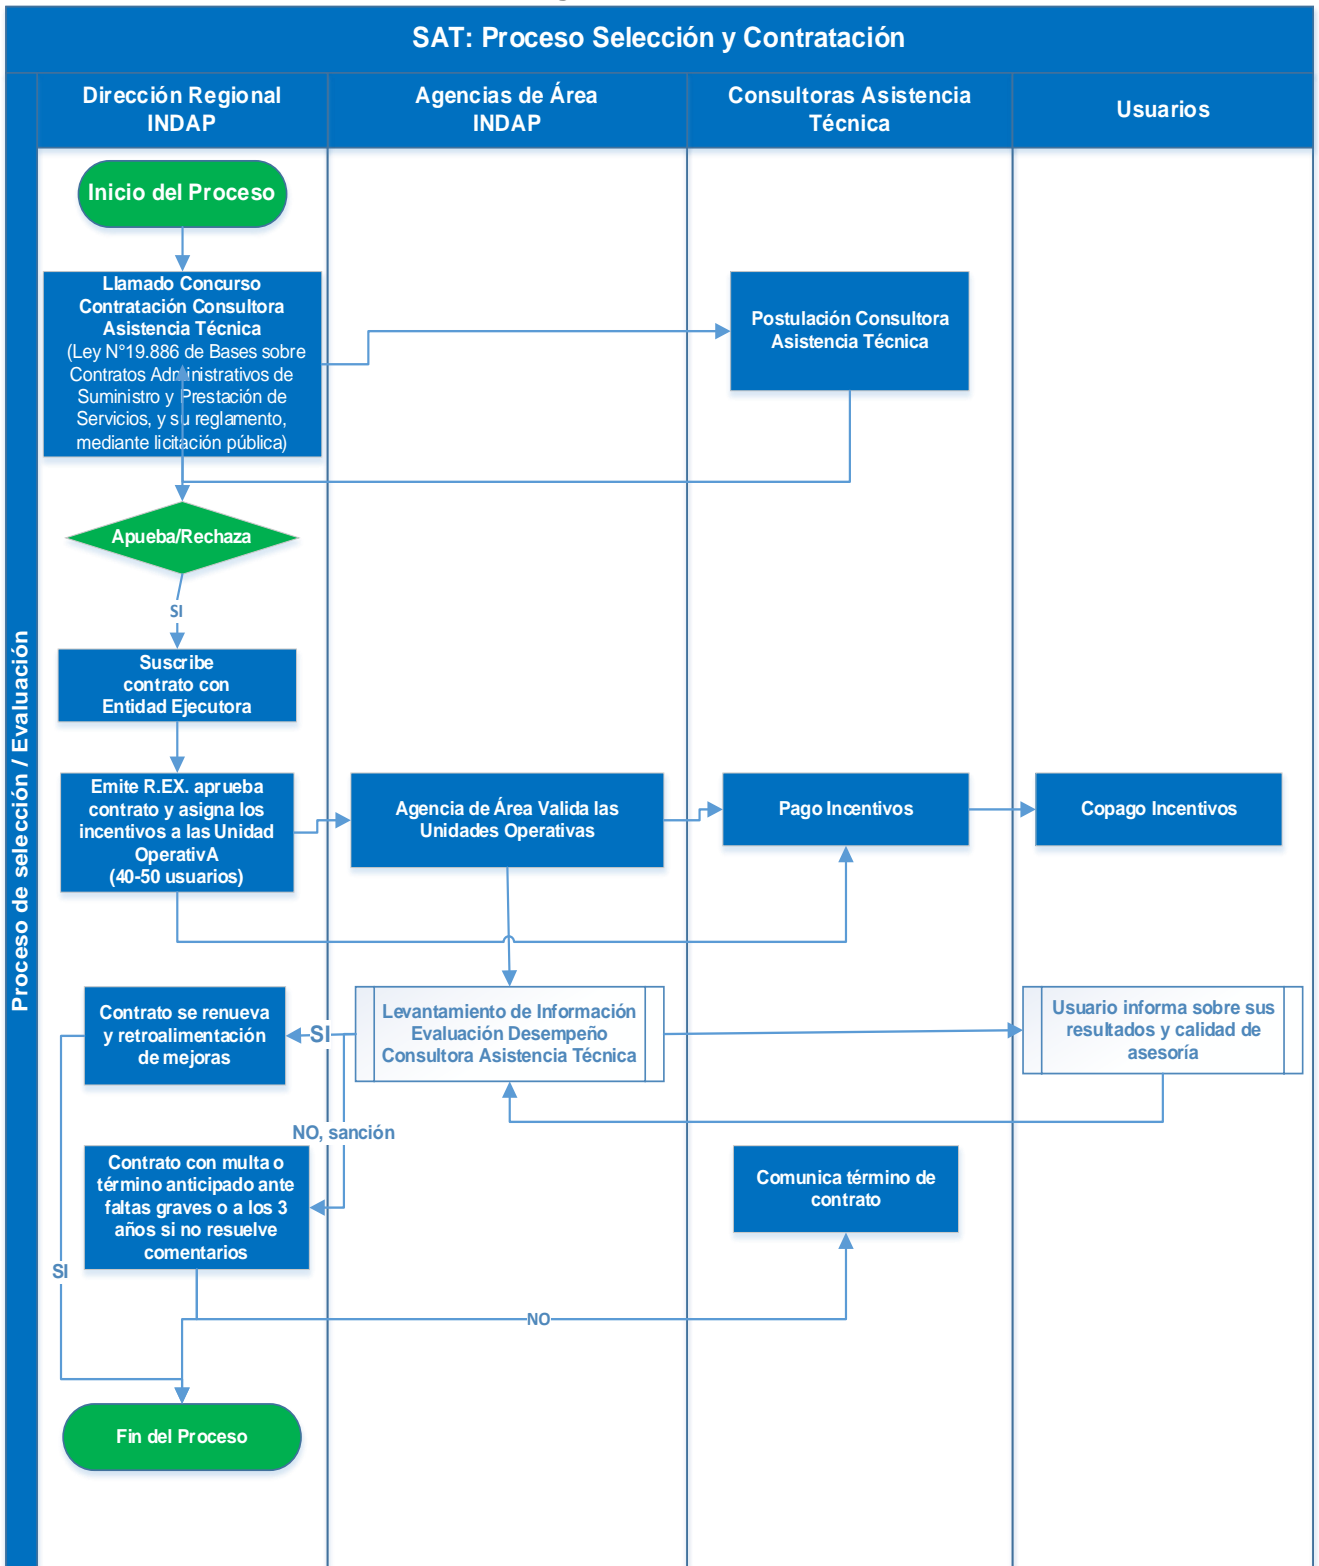 SAT: Proceso Selección y Contratación
Proceso de selección / Evaluación
Dirección Regional
INDAP
Agencias de Área
INDAP
Consultoras Asistencia
Técnica
Usuarios
Inicio del Proceso
Llamado Concurso
Contratación Consultora
Asistencia Técnica
(Ley N°19.886 de Bases sobre
Contratos Administrativos de
Suministro y Prestación de
Servicios, y su reglamento,
mediante licitación pública)
Postulación Consultora
Asistencia Técnica
Apueba/Rechaza
SI
Suscribe
contrato con
Entidad Ejecutora
Emite R.EX. aprueba
contrato y asigna los
incentivos a las Unidad
OperativA
(40-50 usuarios)
Agencia de Área Valida las
Unidades Operativas
Pago Incentivos
Copago Incentivos
Contrato se renueva
y retroalimentación
de mejoras
SI
Levantamiento de Información
Evaluación Desempeño
Consultora Asistencia Técnica
Usuario informa sobre sus
resultados y calidad de
asesoría
NO, sanción
Contrato con multa o
término anticipado ante
faltas graves o a los 3
años si no resuelve
comentarios
Comunica término de
contrato
SI
NO
Fin del Proceso